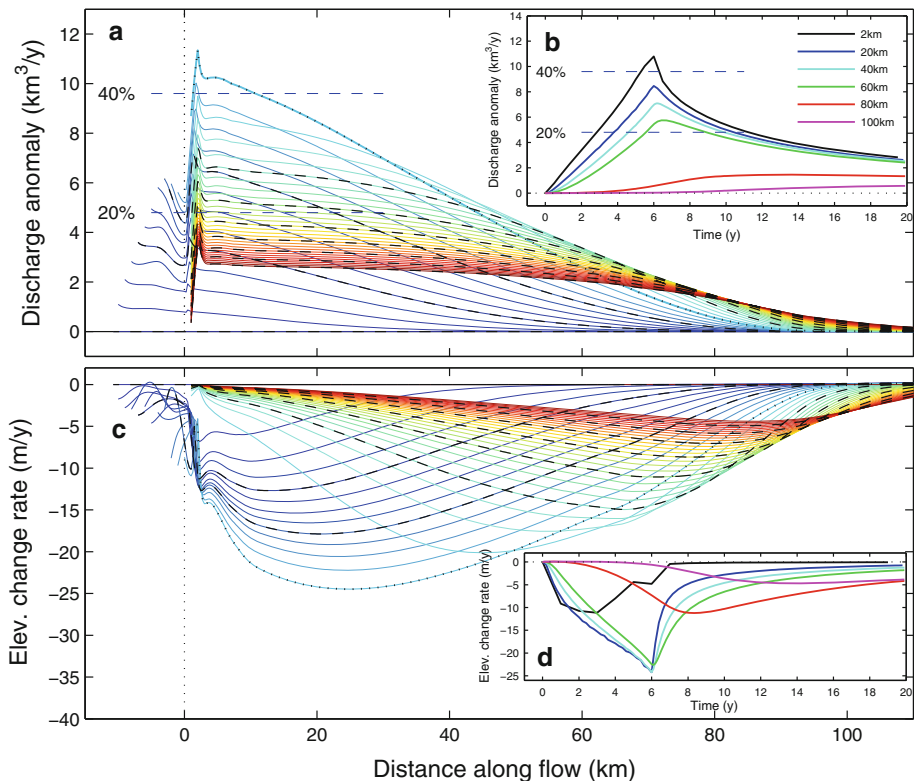 a
Discharge anomaly (km³/y)
12
10
8
6
4
2
0
40%
20%
b
Discharge anomaly (km³/y)
14
12
10
8
6
4
2
0
40%
20%
2km
20km
40km
60km
80km
100km
0 2 4 6 8 10 12 14 16 18 20
Time (y)
c
Elev. change rate (m/y)
0
−5
−10
−15
−20
−25
−30
−35
−40
d
Elev. change rate (m/y)
0
−5
−10
−15
−20
−25
0 2 4 6 8 10 12 14 16 18 20
Time (y)
0 20 40 60 80 100
Distance along flow (km)